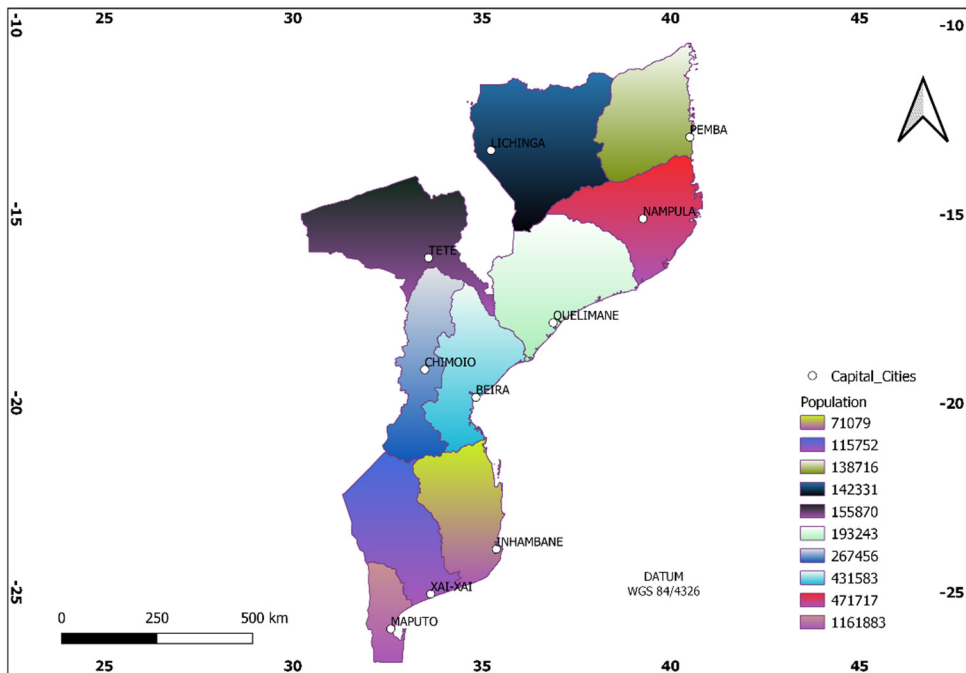 25 30 35 40 45
-10 -10
PEMBA
LICHINGA
-15 -15
NAMPULA
TETE
QUELIMANE
CHIMOIO
Capital_Cities
BEIRA
-20 -20
Population
71079
115752
138716
142331
155870
193243
267456
431583
471717
1161883
INHAMBANE
DATUM
WGS 84/4326
XAI-XAI
-25 -25
MAPUTO
0 250 500 km
25 30 35 40 45